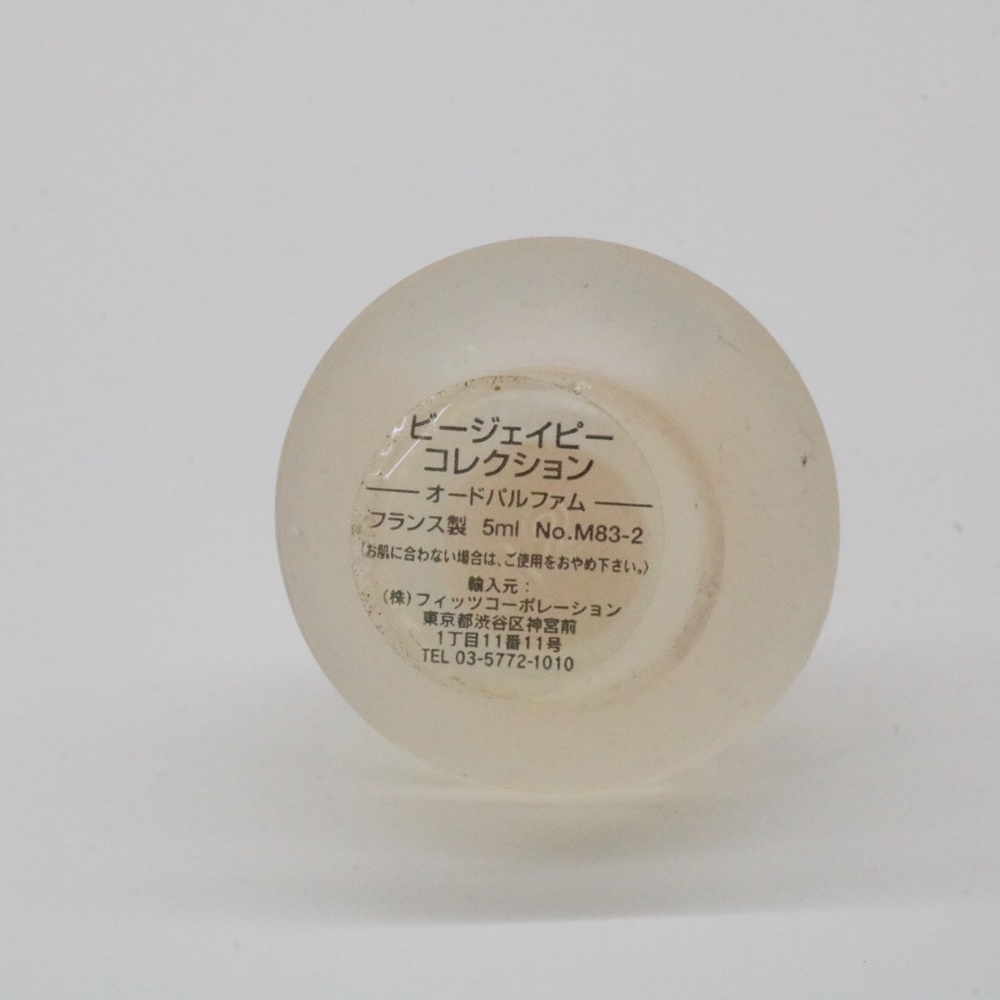 ビージェイピー
コレクション
オードパルファム
フランス製 5ml No.M83-2
(お肌に合わない場合は、ご使用をおやめ下さい。)
輸入元:
(株)フィッツコーポレーション
東京都渋谷区神宮前
1丁目11番11号
TEL 03-5772-1010